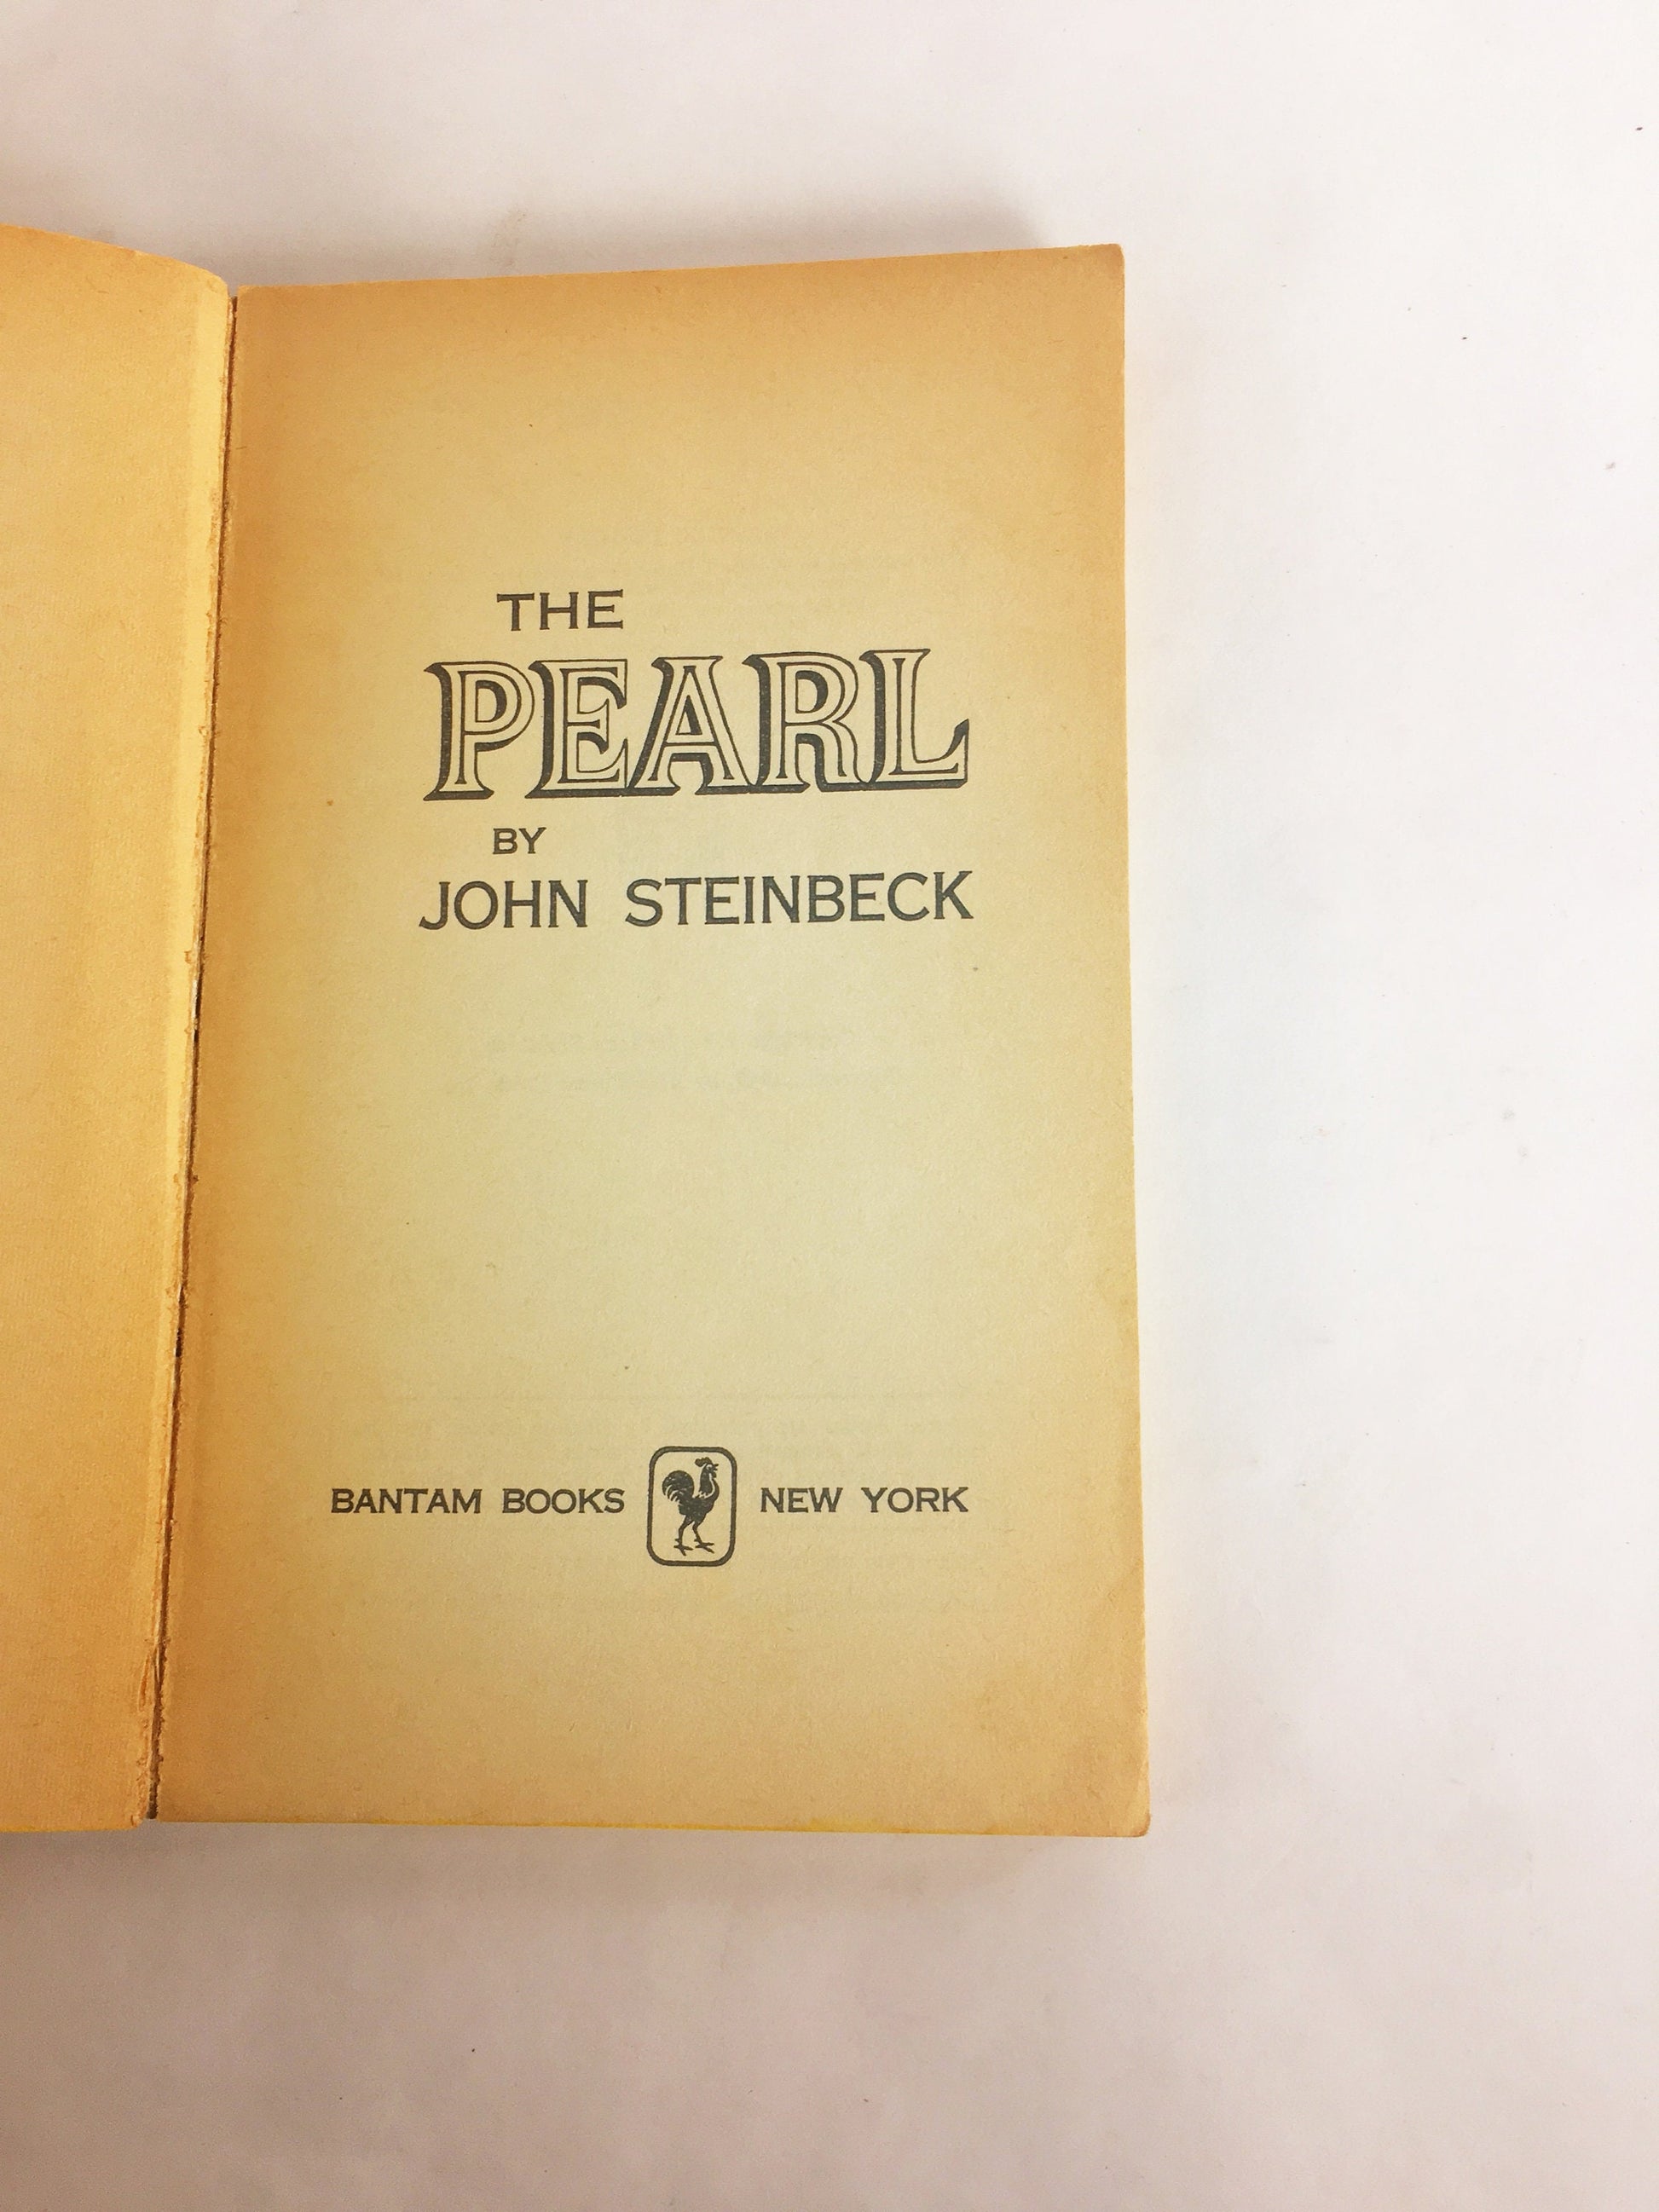 THE
PEARL
BY
JOHN STEINBECK
BANTAM BOOKS NEW YORK